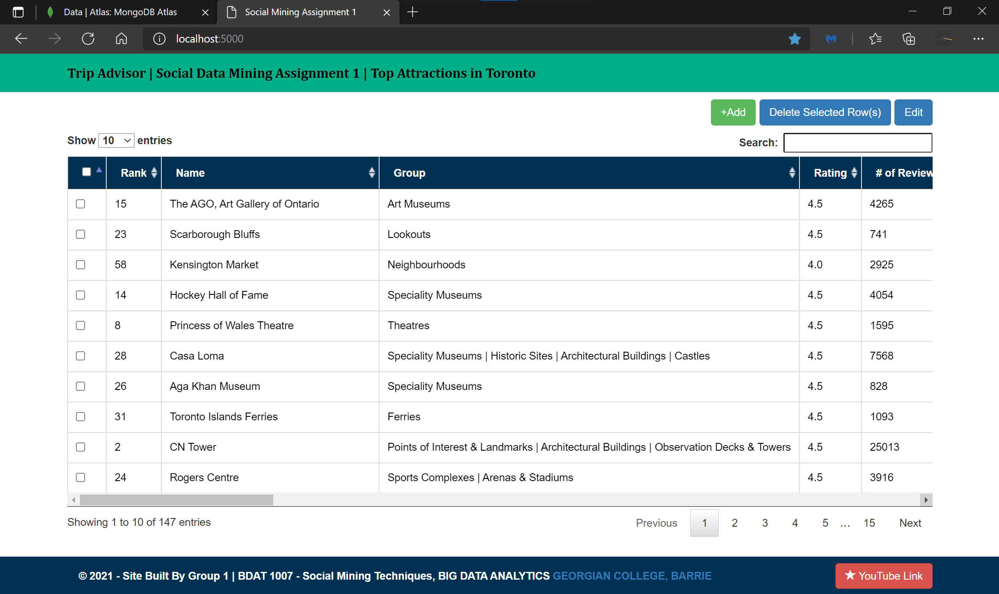 Data | Atlas: MongoDB Atlas
Social Mining Assignment 1
localhost:5000
Trip Advisor | Social Data Mining Assignment 1 | Top Attractions in Toronto
+Add Delete Selected Row(s) Edit
Show 10 entries Search:
Rank Name Group Rating # of Review
15 The AGO, Art Gallery of Ontario Art Museums 4.5 4265
23 Scarborough Bluffs Lookouts 4.5 741
58 Kensington Market Neighbourhoods 4.0 2925
14 Hockey Hall of Fame Speciality Museums 4.5 4054
8 Princess of Wales Theatre Theatres 4.5 1595
28 Casa Loma Speciality Museums | Historic Sites | Architectural Buildings | Castles 4.5 7568
26 Aga Khan Museum Speciality Museums 4.5 828
31 Toronto Islands Ferries Ferries 4.5 1093
2 CN Tower Points of Interest & Landmarks | Architectural Buildings | Observation Decks & Towers 4.5 25013
24 Rogers Centre Sports Complexes | Arenas & Stadiums 4.5 3916
Showing 1 to 10 of 147 entries Previous 1 2 3 4 5 ... 15 Next
© 2021 - Site Built By Group 1 | BDAT 1007 - Social Mining Techniques, BIG DATA ANALYTICS GEORGIAN COLLEGE, BARRIE ★ YouTube Link